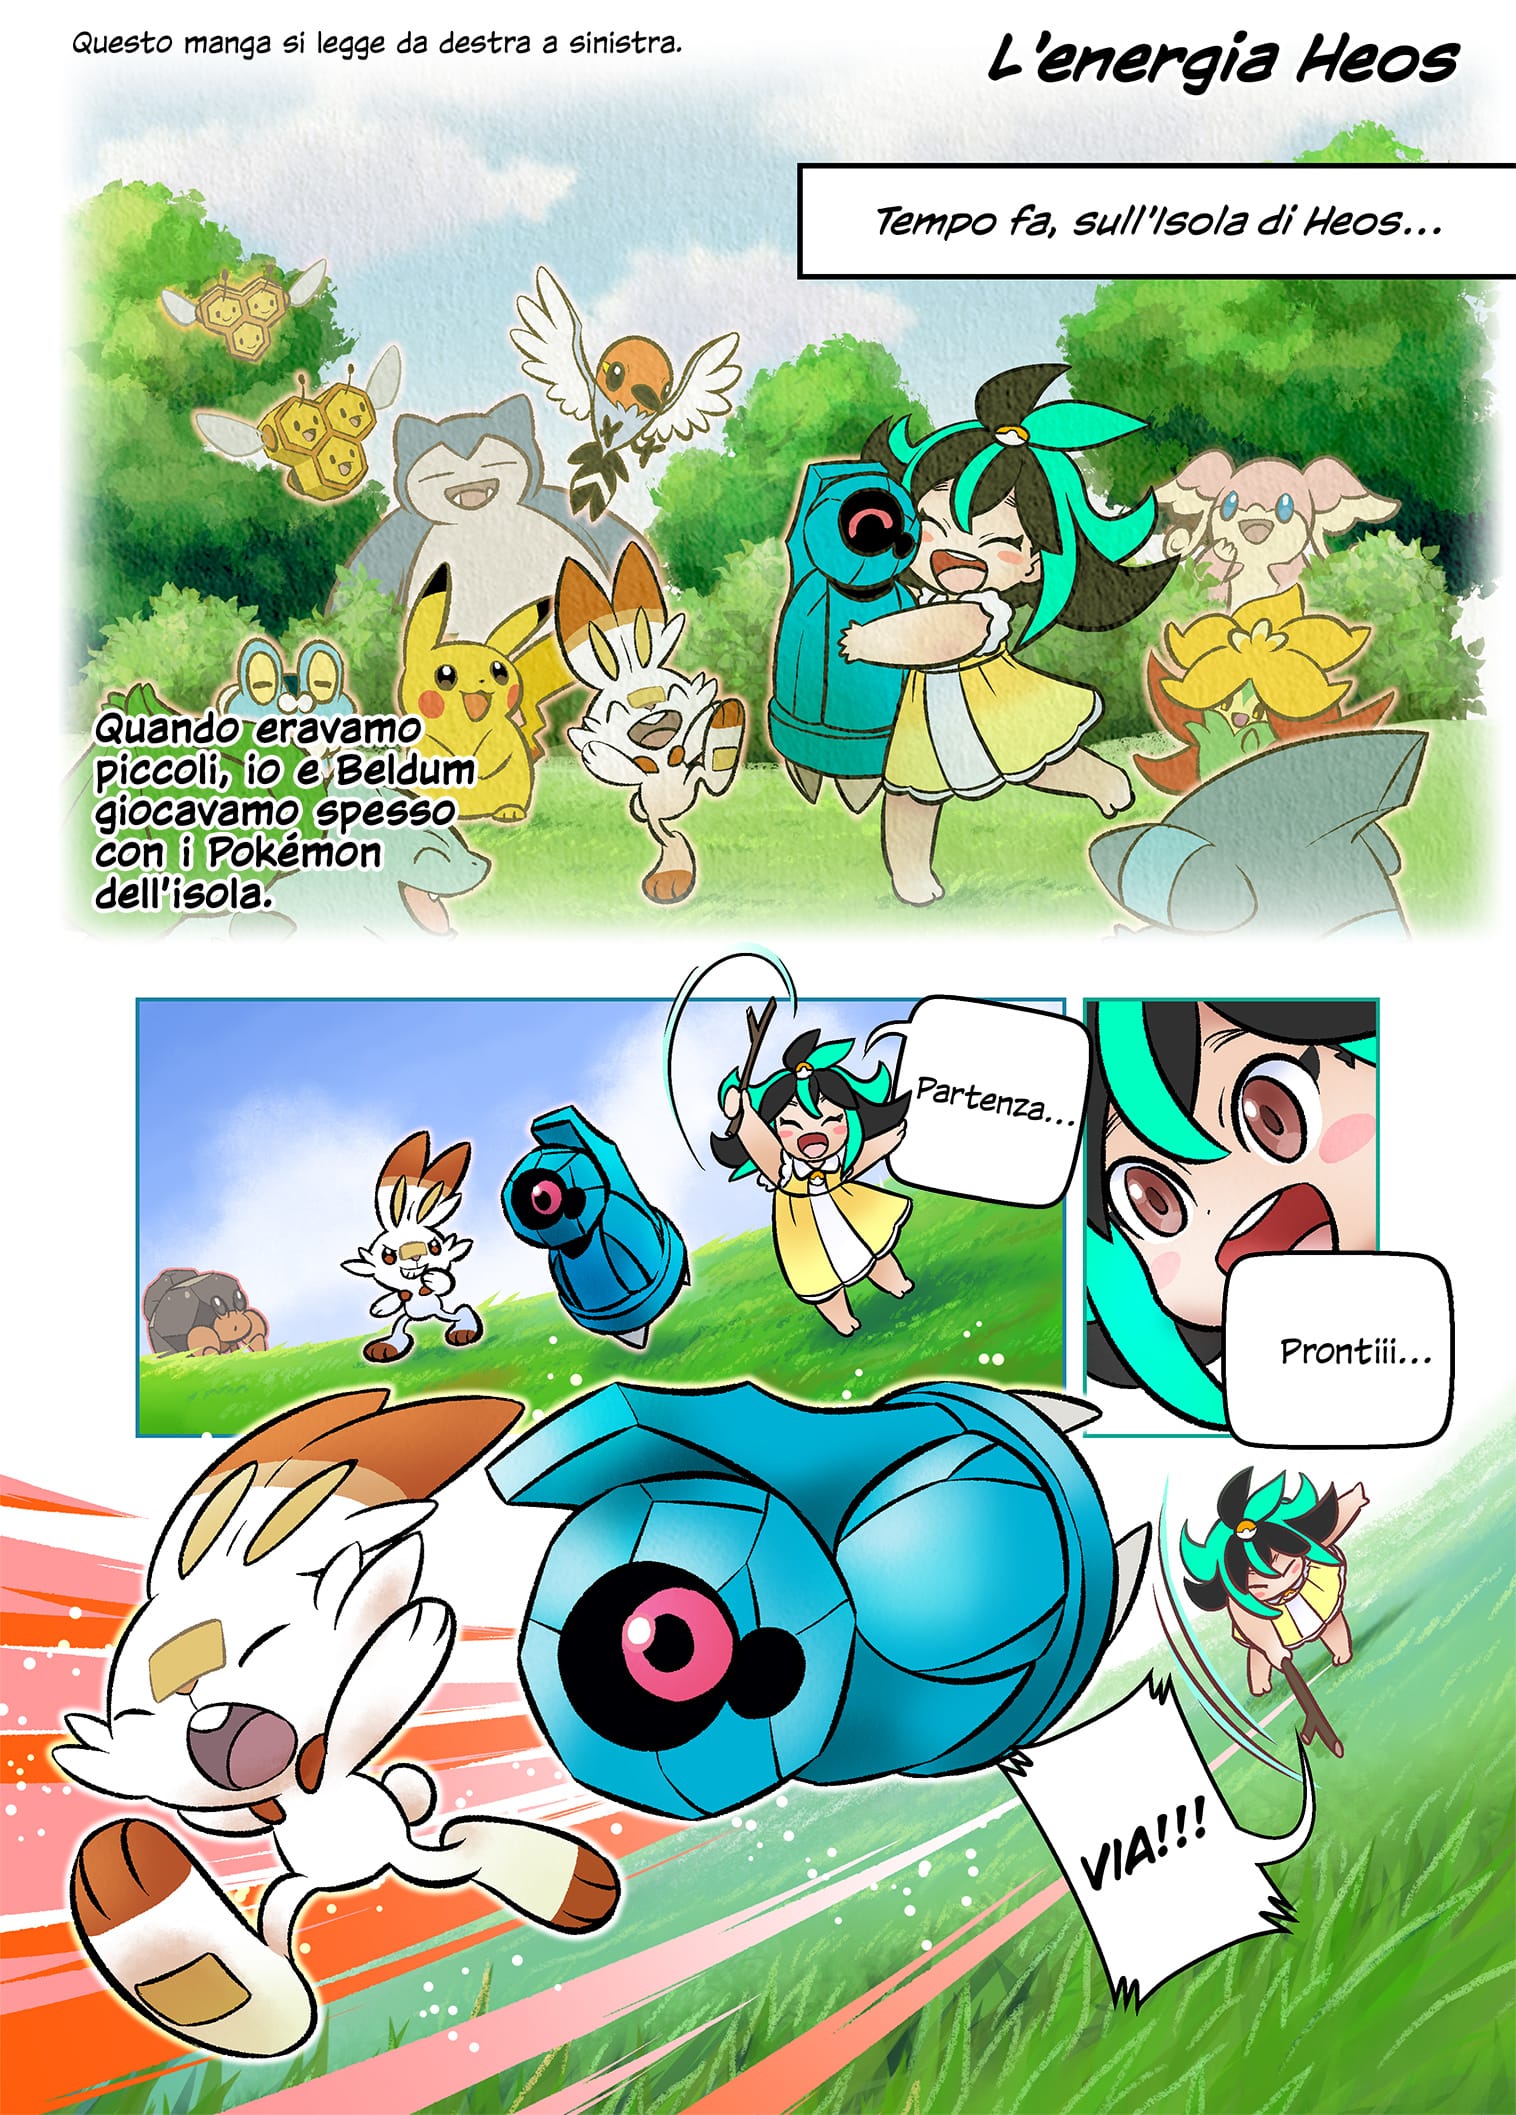 Questo manga si legge da destra a sinistra.
L'energia Heos
Tempo fa, sull'Isola di Heos...
Quando eravamo
piccoli, io e Beldum
giocavamo spesso
con i Pokémon
dell'isola.
Prontiii...
Partenza...
VIA!!!